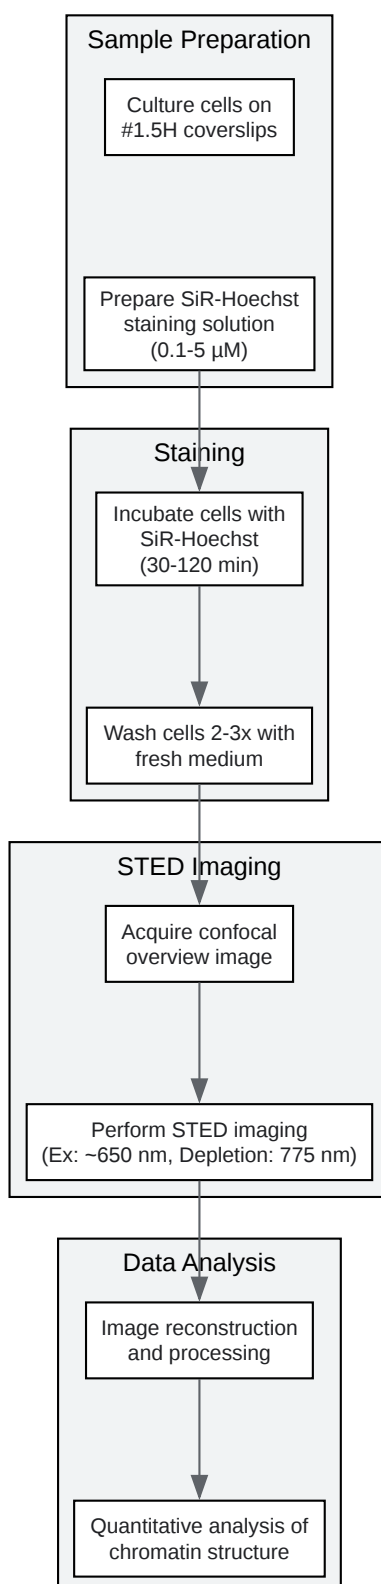 Sample Preparation
Culture cells on
#1.5H coverslips
Prepare SiR-Hoechst
staining solution
(0.1-5 µM)
Staining
Incubate cells with
SiR-Hoechst
(30-120 min)
Wash cells 2-3x with
fresh medium
STED Imaging
Acquire confocal
overview image
Perform STED imaging
(Ex: ~650 nm, Depletion: 775 nm)
Data Analysis
Image reconstruction
and processing
Quantitative analysis of
chromatin structure